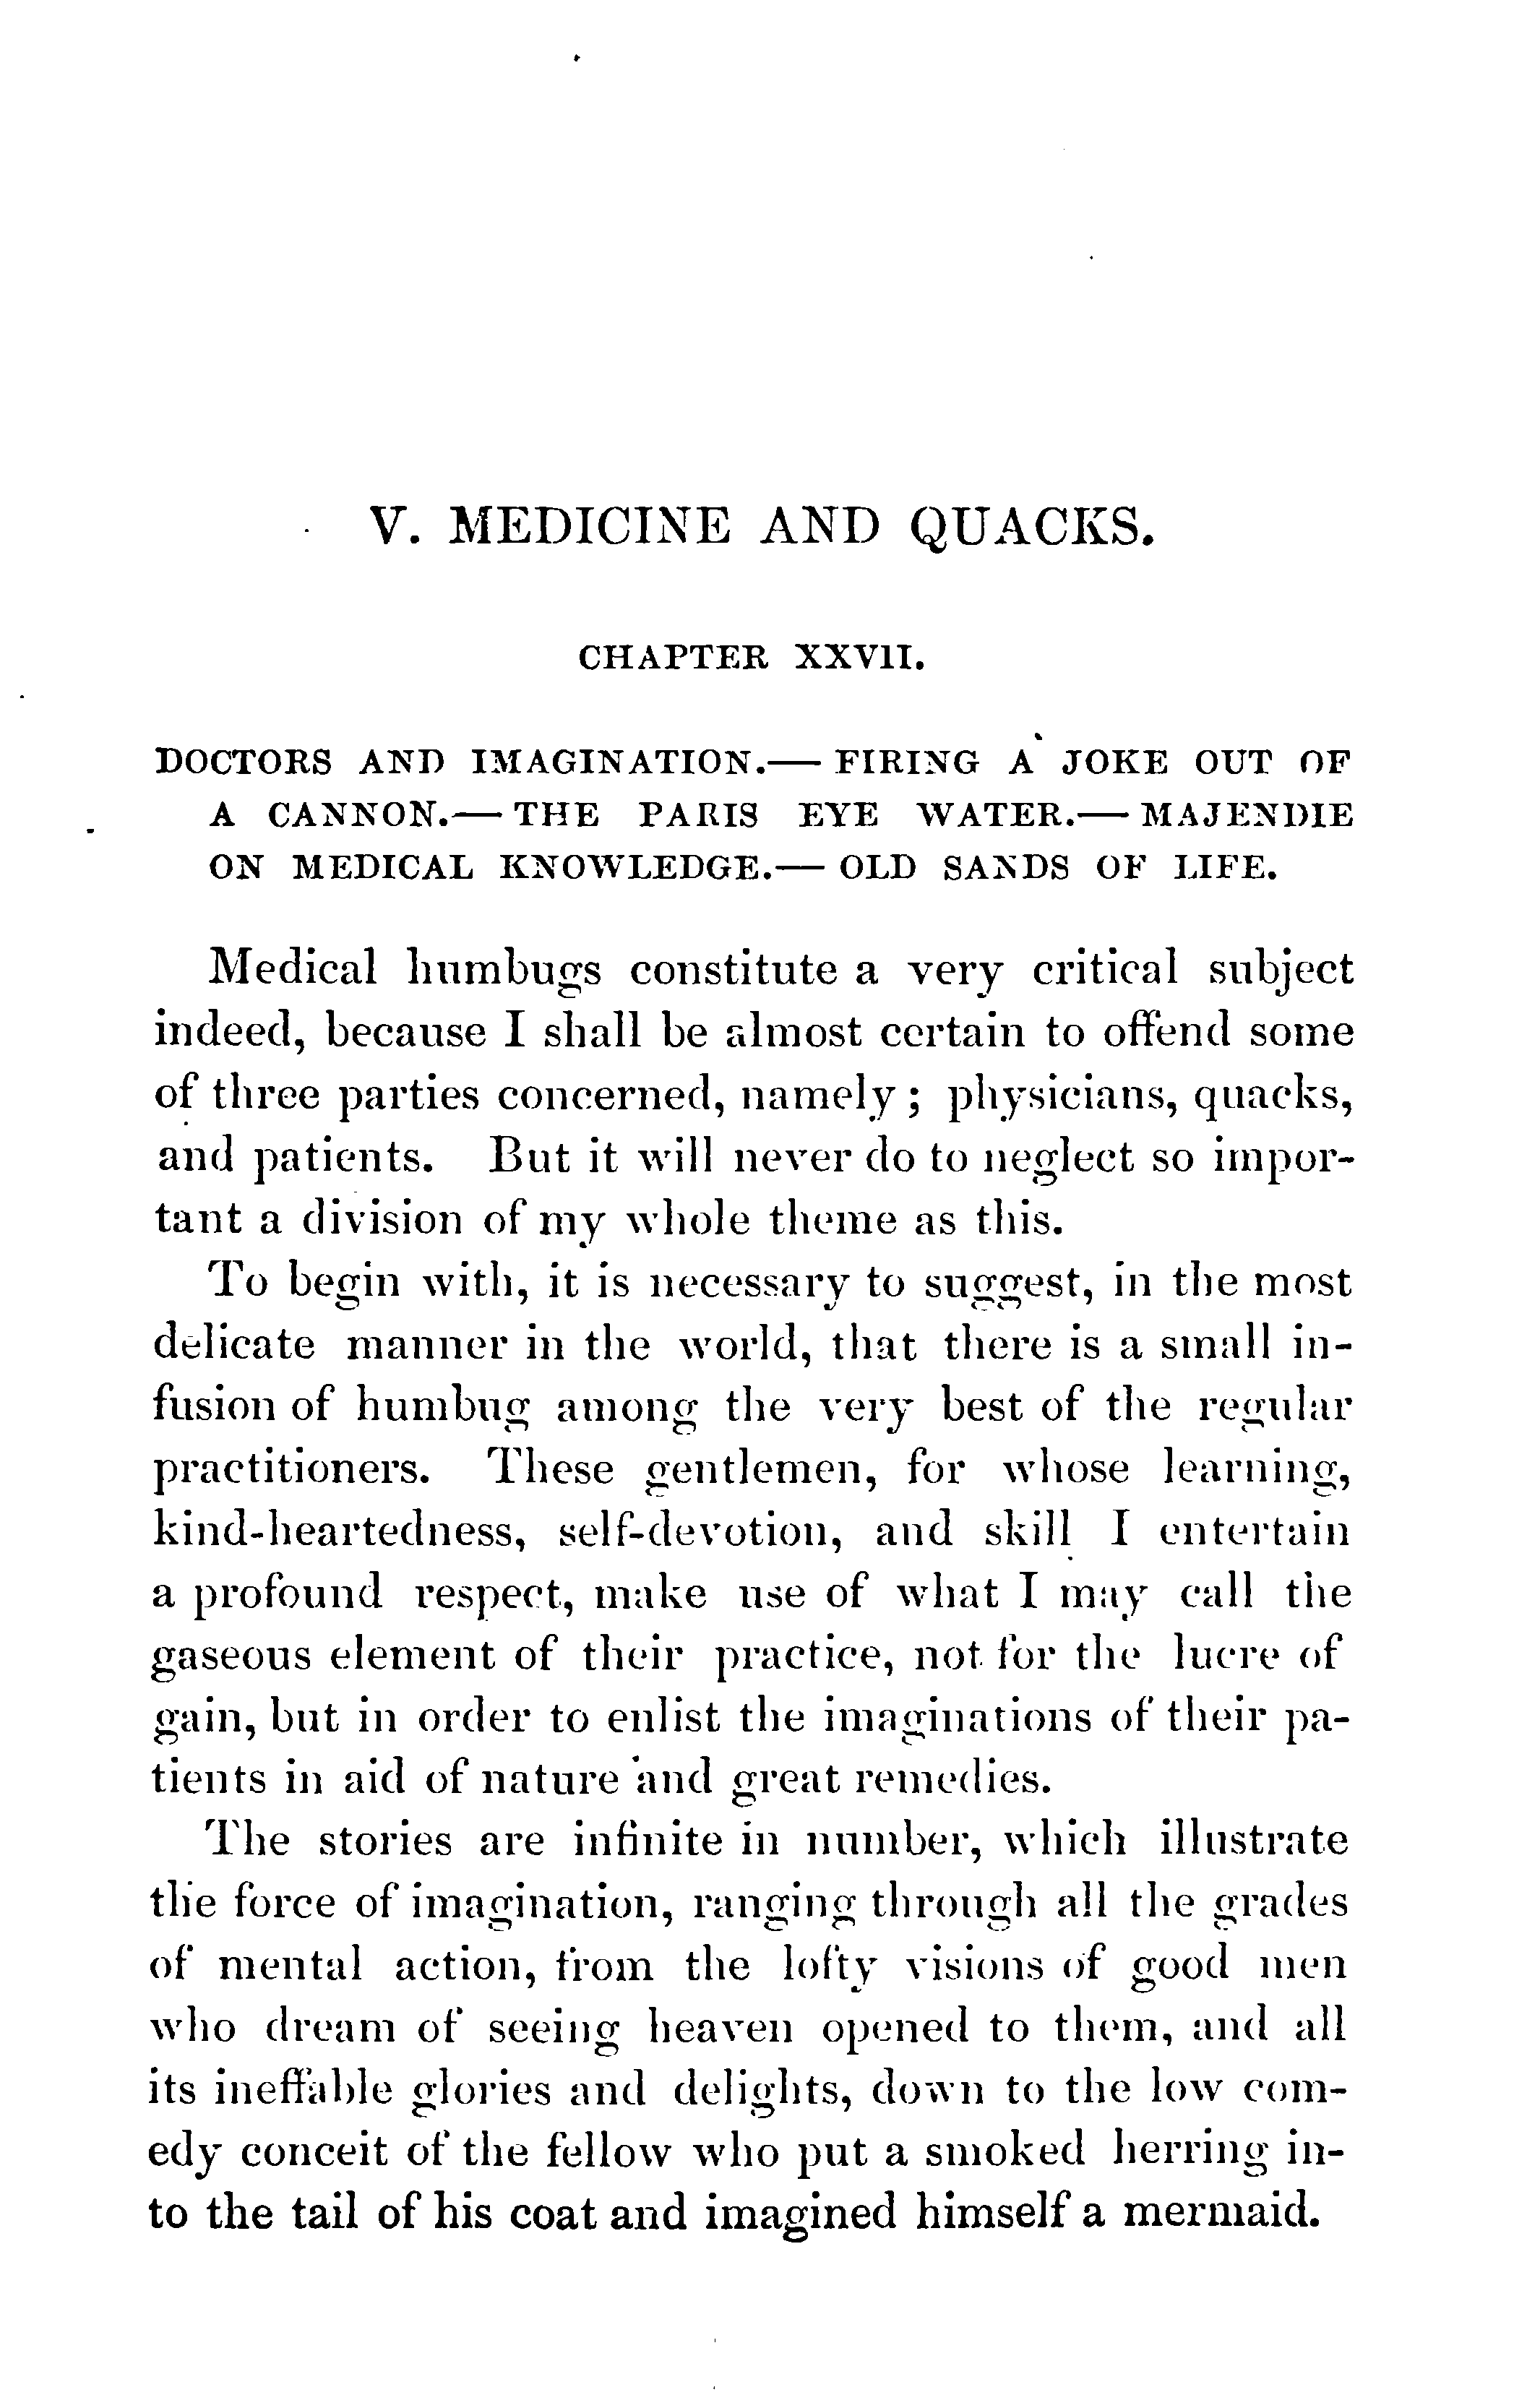 V. MEDICINE AND QUACKS.
CHAPTER XXVII.
DOCTORS AND IMAGINATION.— FIRING A JOKE OUT OF
A CANNON.— THE PARIS EYE WATER.— MAJENDIE
ON MEDICAL KNOWLEDGE.— OLD SANDS OF LIFE.
Medical humbugs constitute a very critical subject
indeed, because I shall be almost certain to offend some
of three parties concerned, namely; physicians, quacks,
and patients. But it will never do to neglect so impor-
tant a division of my whole theme as this.
To begin with, it is necessary to suggest, in the most
delicate manner in the world, that there is a small in-
fusion of humbug among the very best of the regular
practitioners. These gentlemen, for whose learning,
kind-heartedness, self-devotion, and skill I entertain
a profound respect, make use of what I may call the
gaseous element of their practice, not for the lucre of
gain, but in order to enlist the imaginations of their pa-
tients in aid of nature and great remedies.
The stories are infinite in number, which illustrate
the force of imagination, ranging through all the grades
of mental action, from the lofty visions of good men
who dream of seeing heaven opened to them, and all
its ineffable glories and delights, down to the low com-
edy conceit of the fellow who put a smoked herring in-
to the tail of his coat and imagined himself a mermaid.